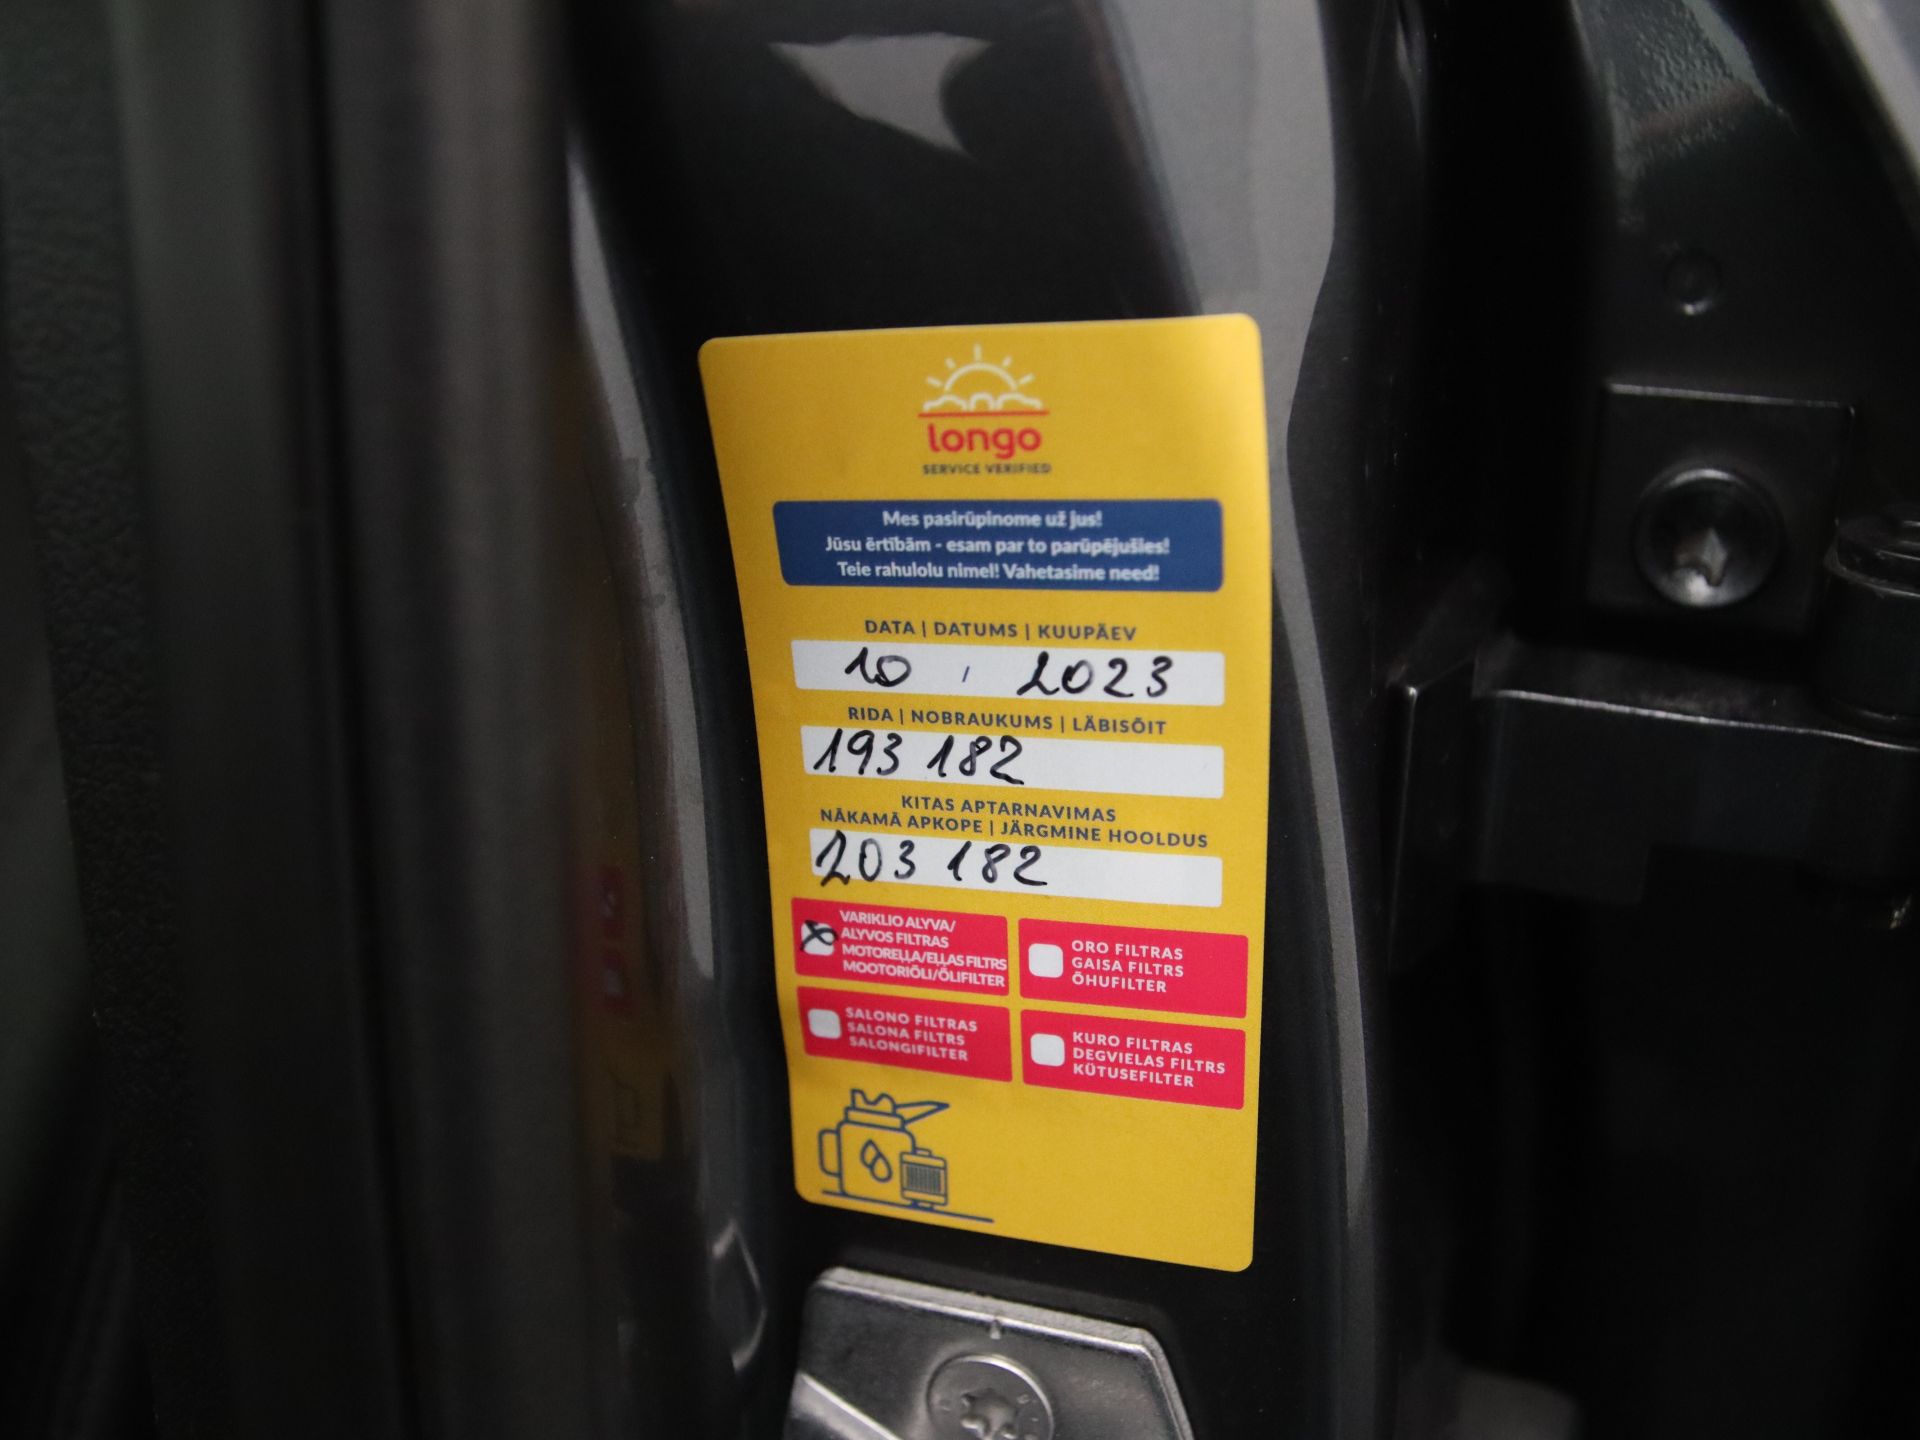 longo
SERVICE VERIFIED
Mes pasirūpinome už jus!
Jūsu ērtībām - esam par to parūpējušies!
Teie rahulolu nimel! Vahetasime need!
DATA | DATUMS | KUUPÄEV
10 , 2023
RIDA | NOBRAUKUMS | LÄBISÕIT
193 182
KITAS APTARNAVIMAS
NĀKAMĀ APKOPE | JÄRGMINE HOOLDUS
203 182
VARIKLIO ALYVA/
ALYVOS FILTRAS
MOTOREĻĻA/EĻĻAS FILTRS
MOOTORIÕLI/ÕLIFILTER
ORO FILTRAS
GAISA FILTRS
ÕHUFILTER
SALONO FILTRAS
SALONA FILTRS
SALONGIFILTER
KURO FILTRAS
DEGVIELAS FILTRS
KÜTUSEFILTER